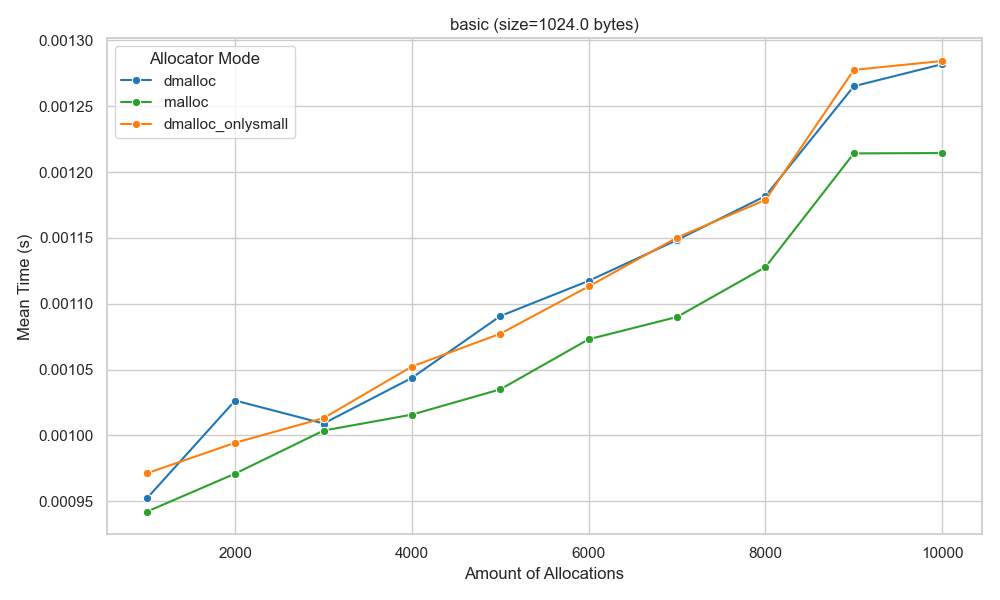 basic (size=1024.0 bytes)
0.00130
0.00125
0.00120
0.00115
0.00110
0.00105
0.00100
0.00095
Mean Time (s)
Allocator Mode
dmalloc
malloc
dmalloc_onlysmall
2000
4000
6000
8000
10000
Amount of Allocations